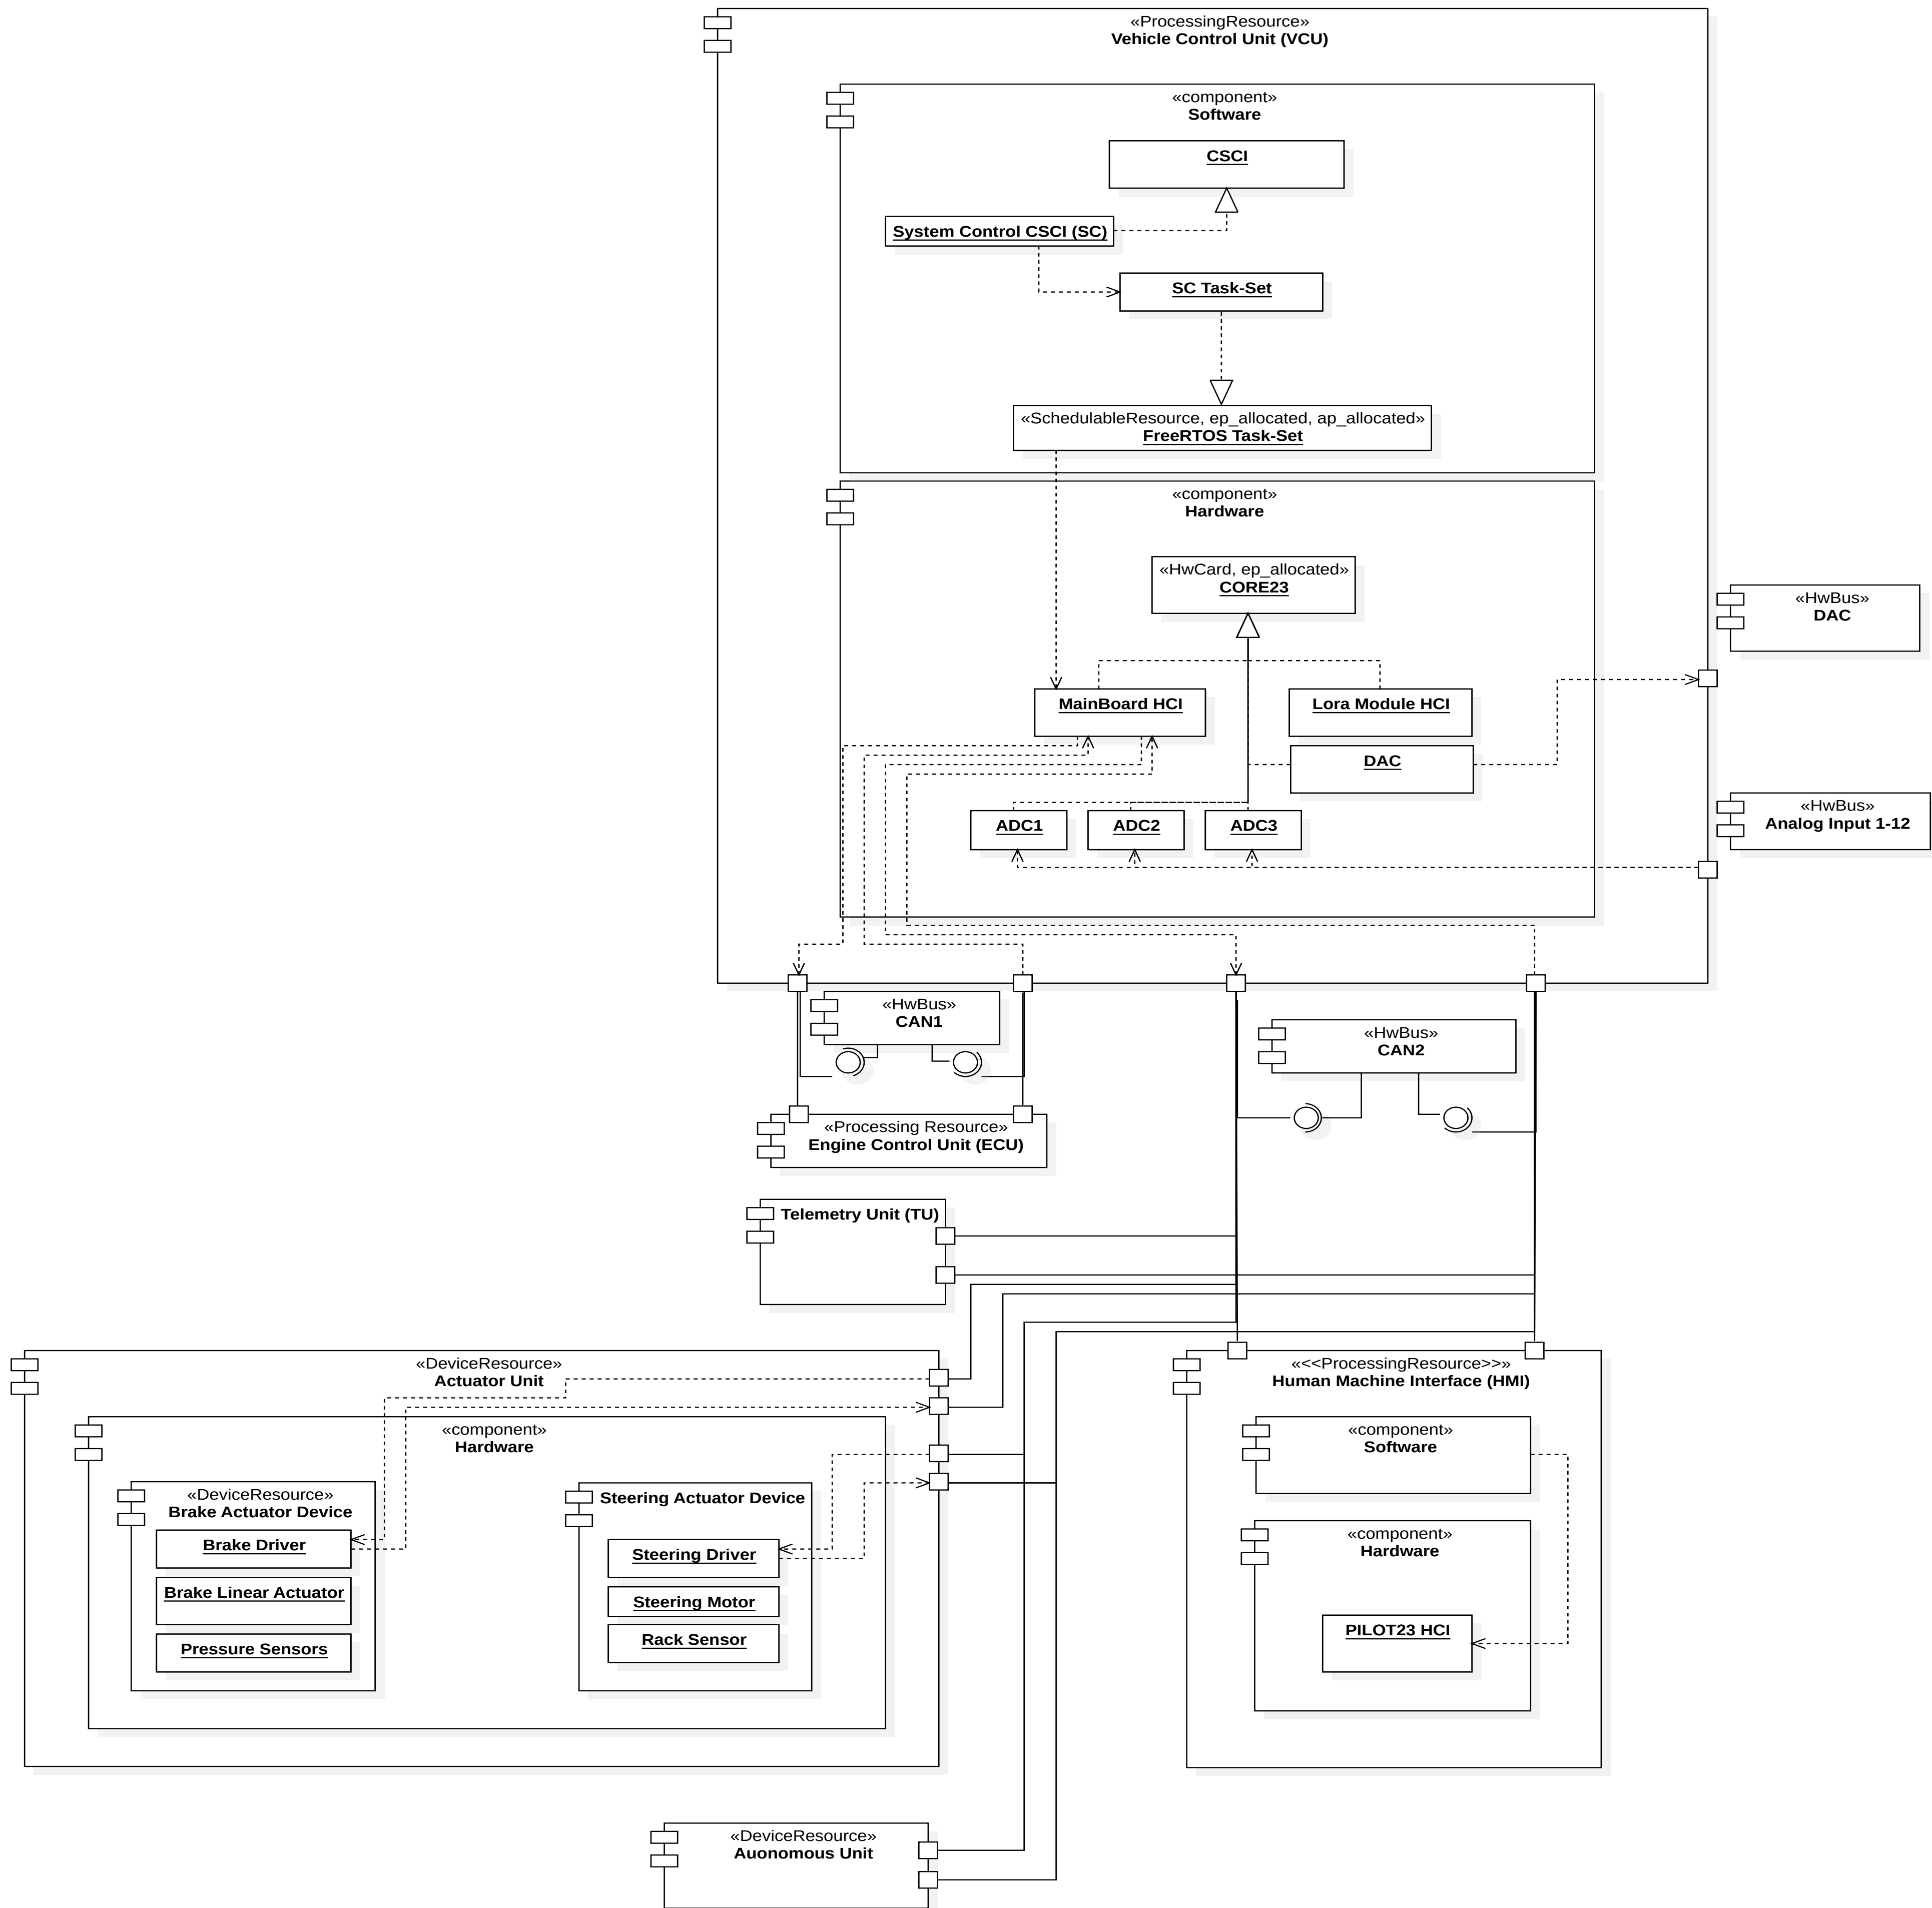 «ProcessingResource»
Vehicle Control Unit (VCU)
«component»
Software
CSCI
System Control CSCI (SC)
SC Task-Set
«SchedulableResource, ep_allocated, ap_allocated»
FreeRTOS Task-Set
«component»
Hardware
«HwCard, ep_allocated»
CORE23
«HwBus»
DAC
MainBoard HCI
Lora Module HCI
DAC
«HwBus»
Analog Input 1-12
ADC1
ADC2
ADC3
«HwBus»
CAN1
«HwBus»
CAN2
«Processing Resource»
Engine Control Unit (ECU)
Telemetry Unit (TU)
«DeviceResource»
Actuator Unit
«component»
Hardware
«DeviceResource»
Brake Actuator Device
Brake Driver
Brake Linear Actuator
Pressure Sensors
Steering Actuator Device
Steering Driver
Steering Motor
Rack Sensor
«<<ProcessingResource>>»
Human Machine Interface (HMI)
«component»
Software
«component»
Hardware
PILOT23 HCI
«DeviceResource»
Auonomous Unit